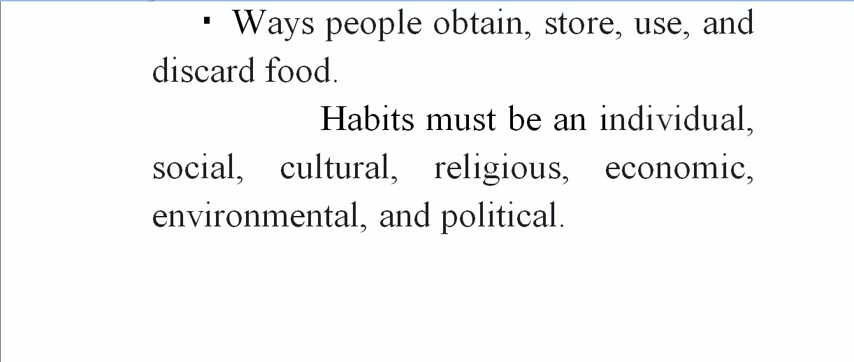 ▪ Ways people obtain, store, use, and
discard food.
Habits must be an individual,
social, cultural, religious, economic,
environmental, and political.